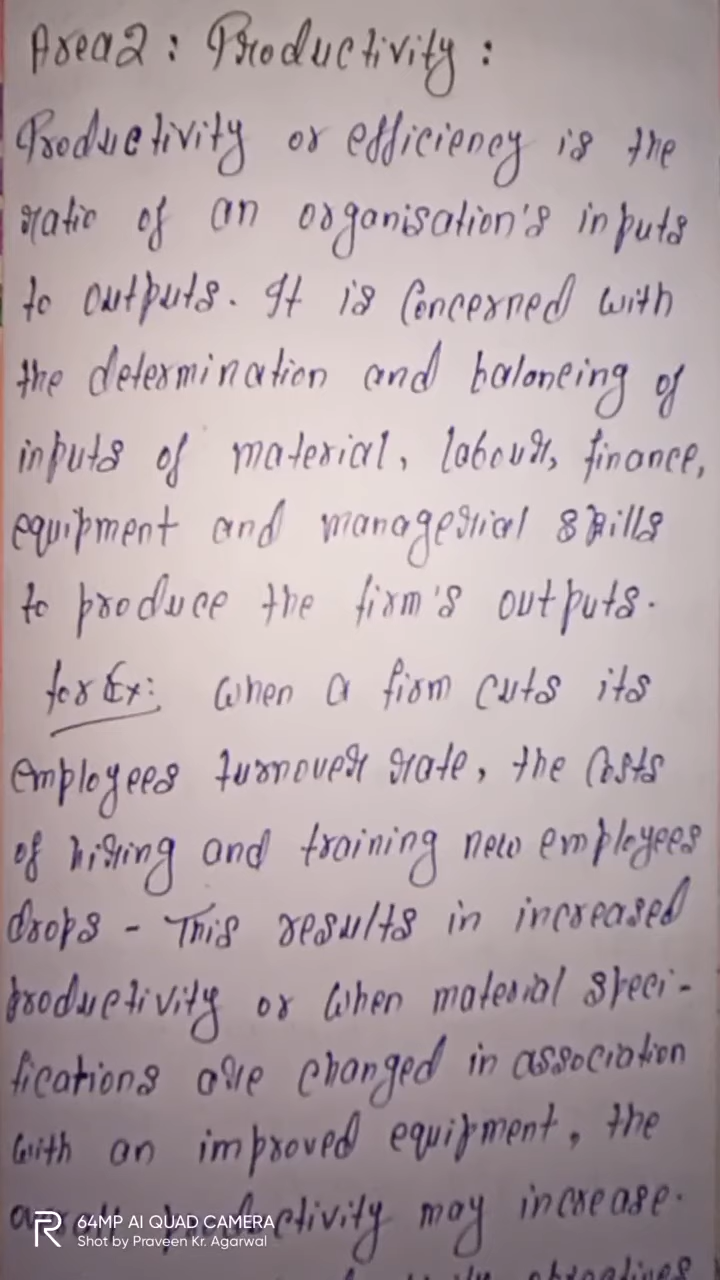 Area2: Productivity:
Productivity or efficiency is the
ratio of an organisation's inputs
to outputs. It is Concerned with
the determination and balancing of
inputs of material, labour, finance,
equipment and managerial skills
to produce the firm's outputs.
for Ex: When a firm cuts its
employees turnover rate, the Costs
of hiring and training new employees
drops - This results in increased
productivity or when material speci-
fications are changed in association
with an improved equipment, the
productivity may increase.
64MP AI QUAD CAMERA
Shot by Praveen Kr. Agarwal